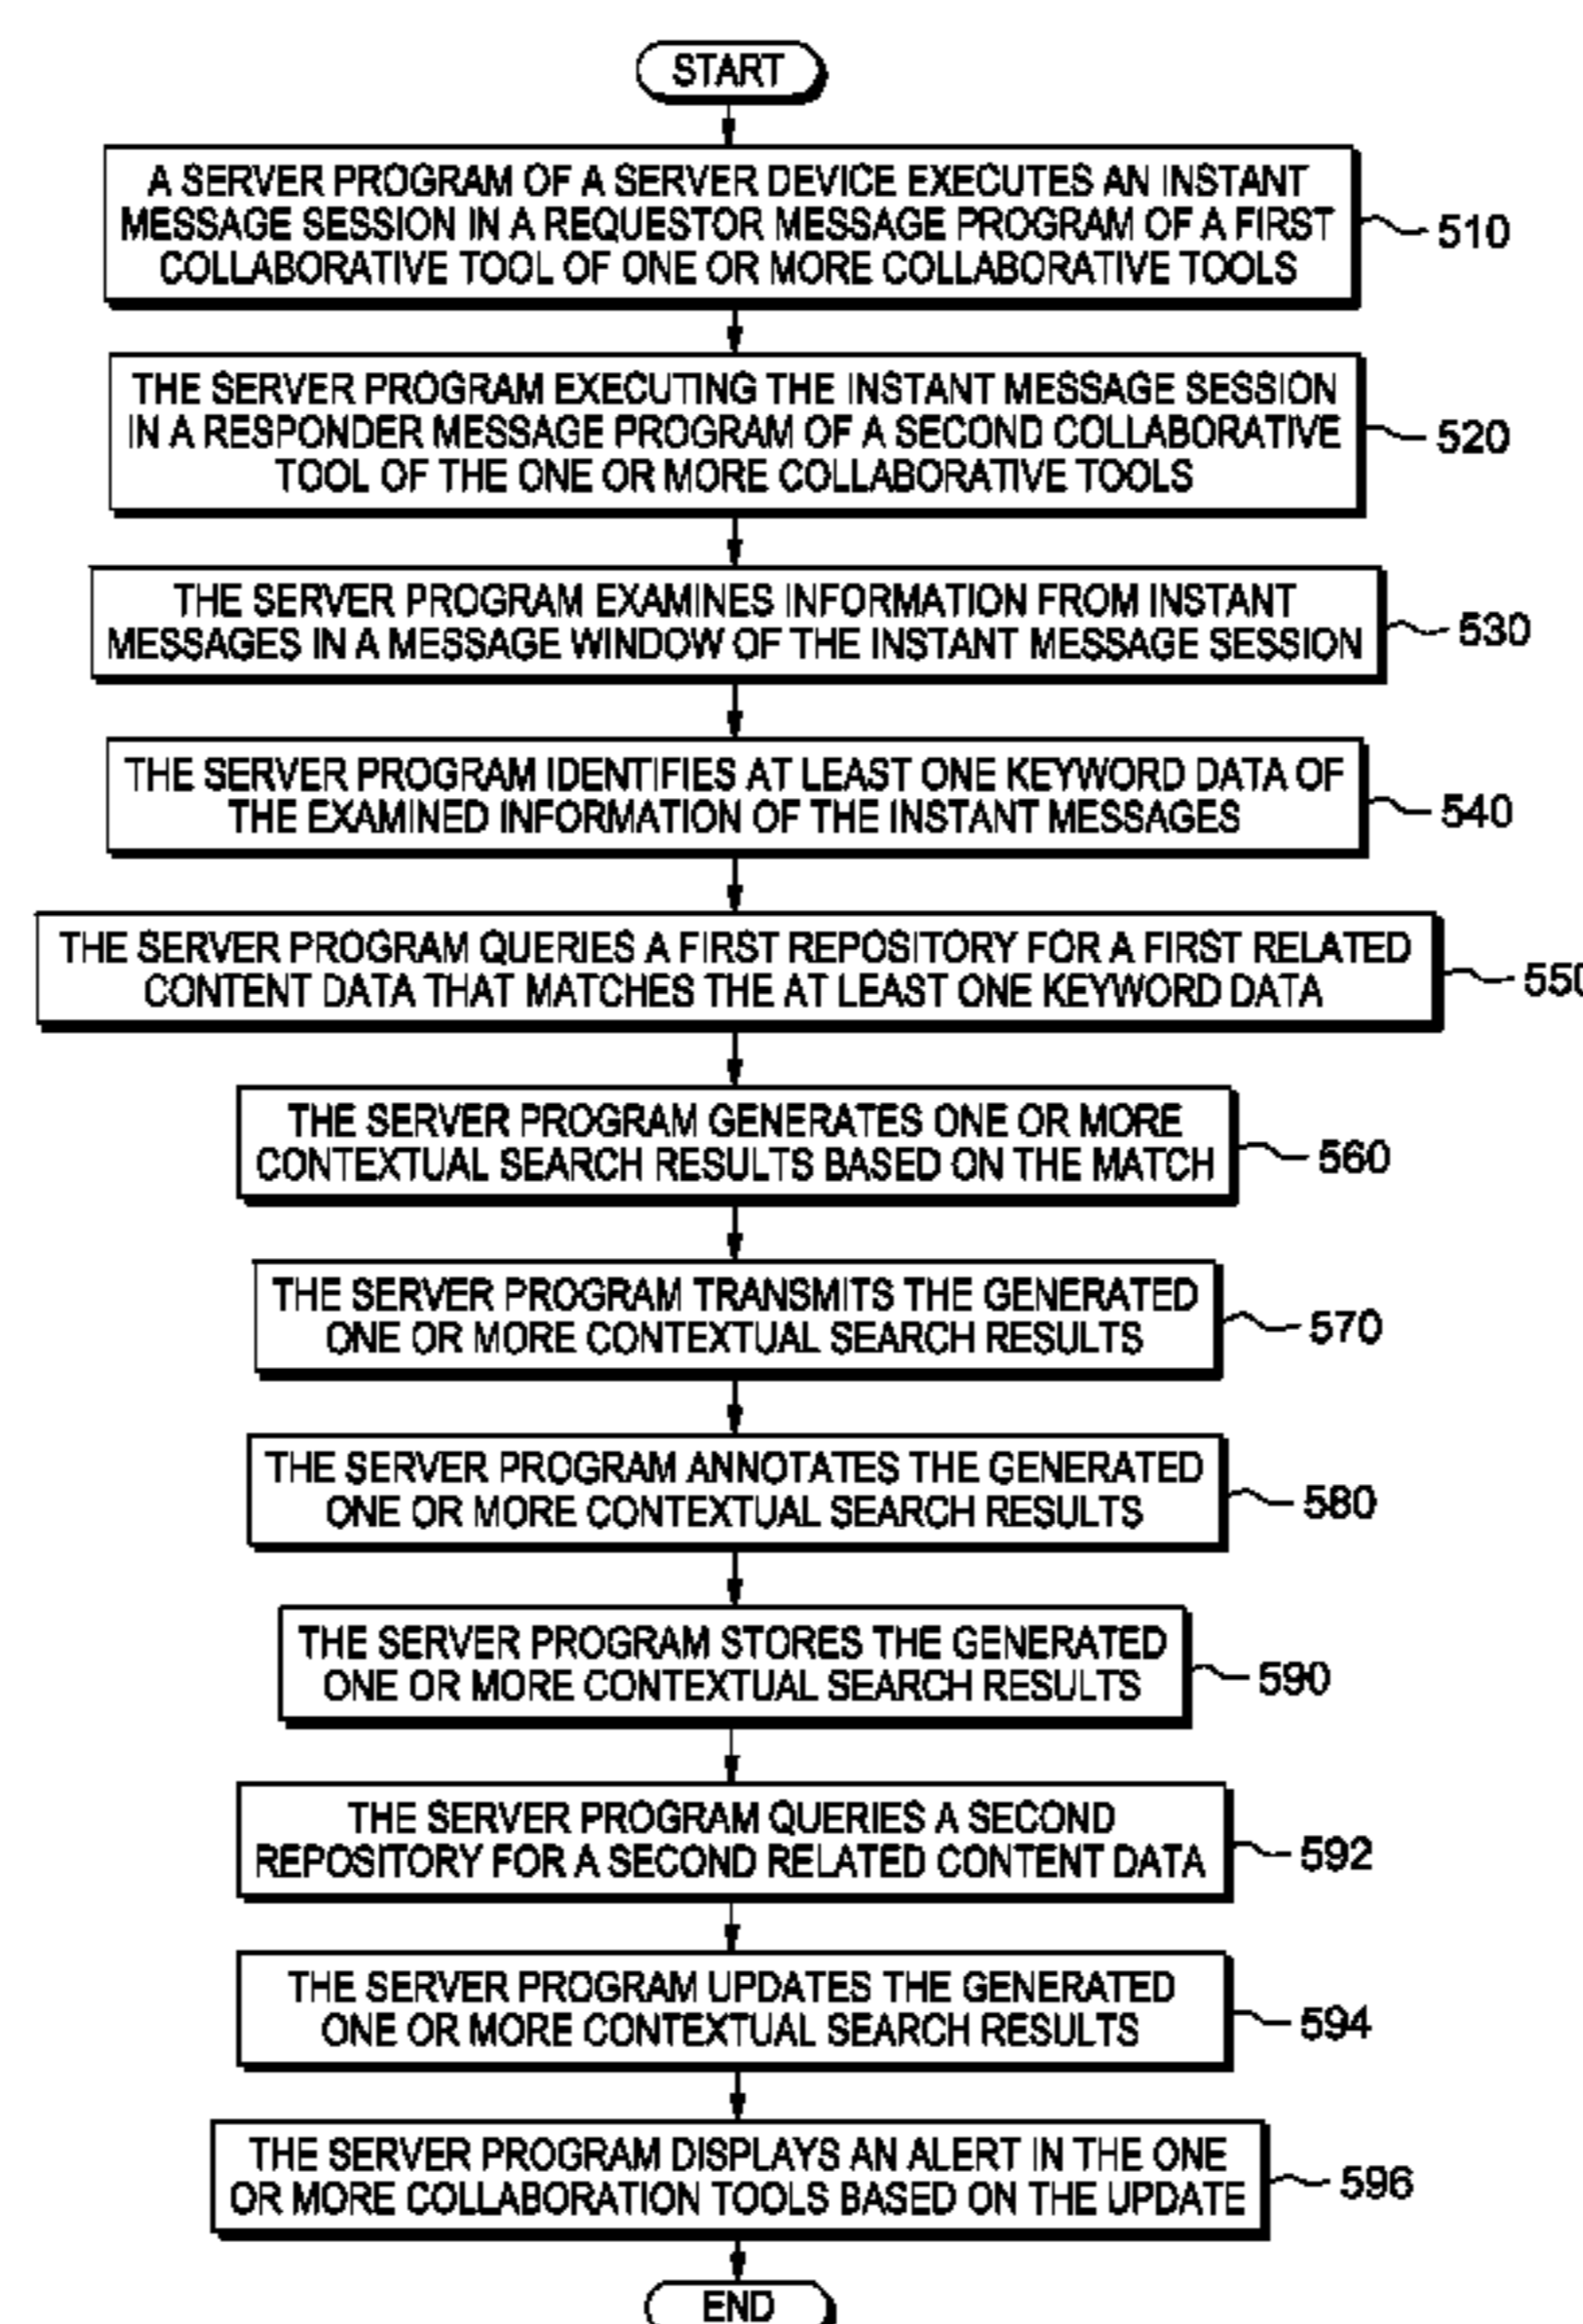 START
A SERVER PROGRAM OF A SERVER DEVICE EXECUTES AN INSTANT
MESSAGE SESSION IN A REQUESTOR MESSAGE PROGRAM OF A FIRST
COLLABORATIVE TOOL OF ONE OR MORE COLLABORATIVE TOOLS
510
THE SERVER PROGRAM EXECUTING THE INSTANT MESSAGE SESSION
IN A RESPONDER MESSAGE PROGRAM OF A SECOND COLLABORATIVE
TOOL OF THE ONE OR MORE COLLABORATIVE TOOLS
520
THE SERVER PROGRAM EXAMINES INFORMATION FROM INSTANT
MESSAGES IN A MESSAGE WINDOW OF THE INSTANT MESSAGE SESSION
530
THE SERVER PROGRAM IDENTIFIES AT LEAST ONE KEYWORD DATA OF
THE EXAMINED INFORMATION OF THE INSTANT MESSAGES
540
THE SERVER PROGRAM QUERIES A FIRST REPOSITORY FOR A FIRST RELATED
CONTENT DATA THAT MATCHES THE AT LEAST ONE KEYWORD DATA
550
THE SERVER PROGRAM GENERATES ONE OR MORE
CONTEXTUAL SEARCH RESULTS BASED ON THE MATCH
560
THE SERVER PROGRAM TRANSMITS THE GENERATED
ONE OR MORE CONTEXTUAL SEARCH RESULTS
570
THE SERVER PROGRAM ANNOTATES THE GENERATED
ONE OR MORE CONTEXTUAL SEARCH RESULTS
580
THE SERVER PROGRAM STORES THE GENERATED
ONE OR MORE CONTEXTUAL SEARCH RESULTS
590
THE SERVER PROGRAM QUERIES A SECOND
REPOSITORY FOR A SECOND RELATED CONTENT DATA
592
THE SERVER PROGRAM UPDATES THE GENERATED
ONE OR MORE CONTEXTUAL SEARCH RESULTS
594
THE SERVER PROGRAM DISPLAYS AN ALERT IN THE ONE
OR MORE COLLABORATION TOOLS BASED ON THE UPDATE
596
END